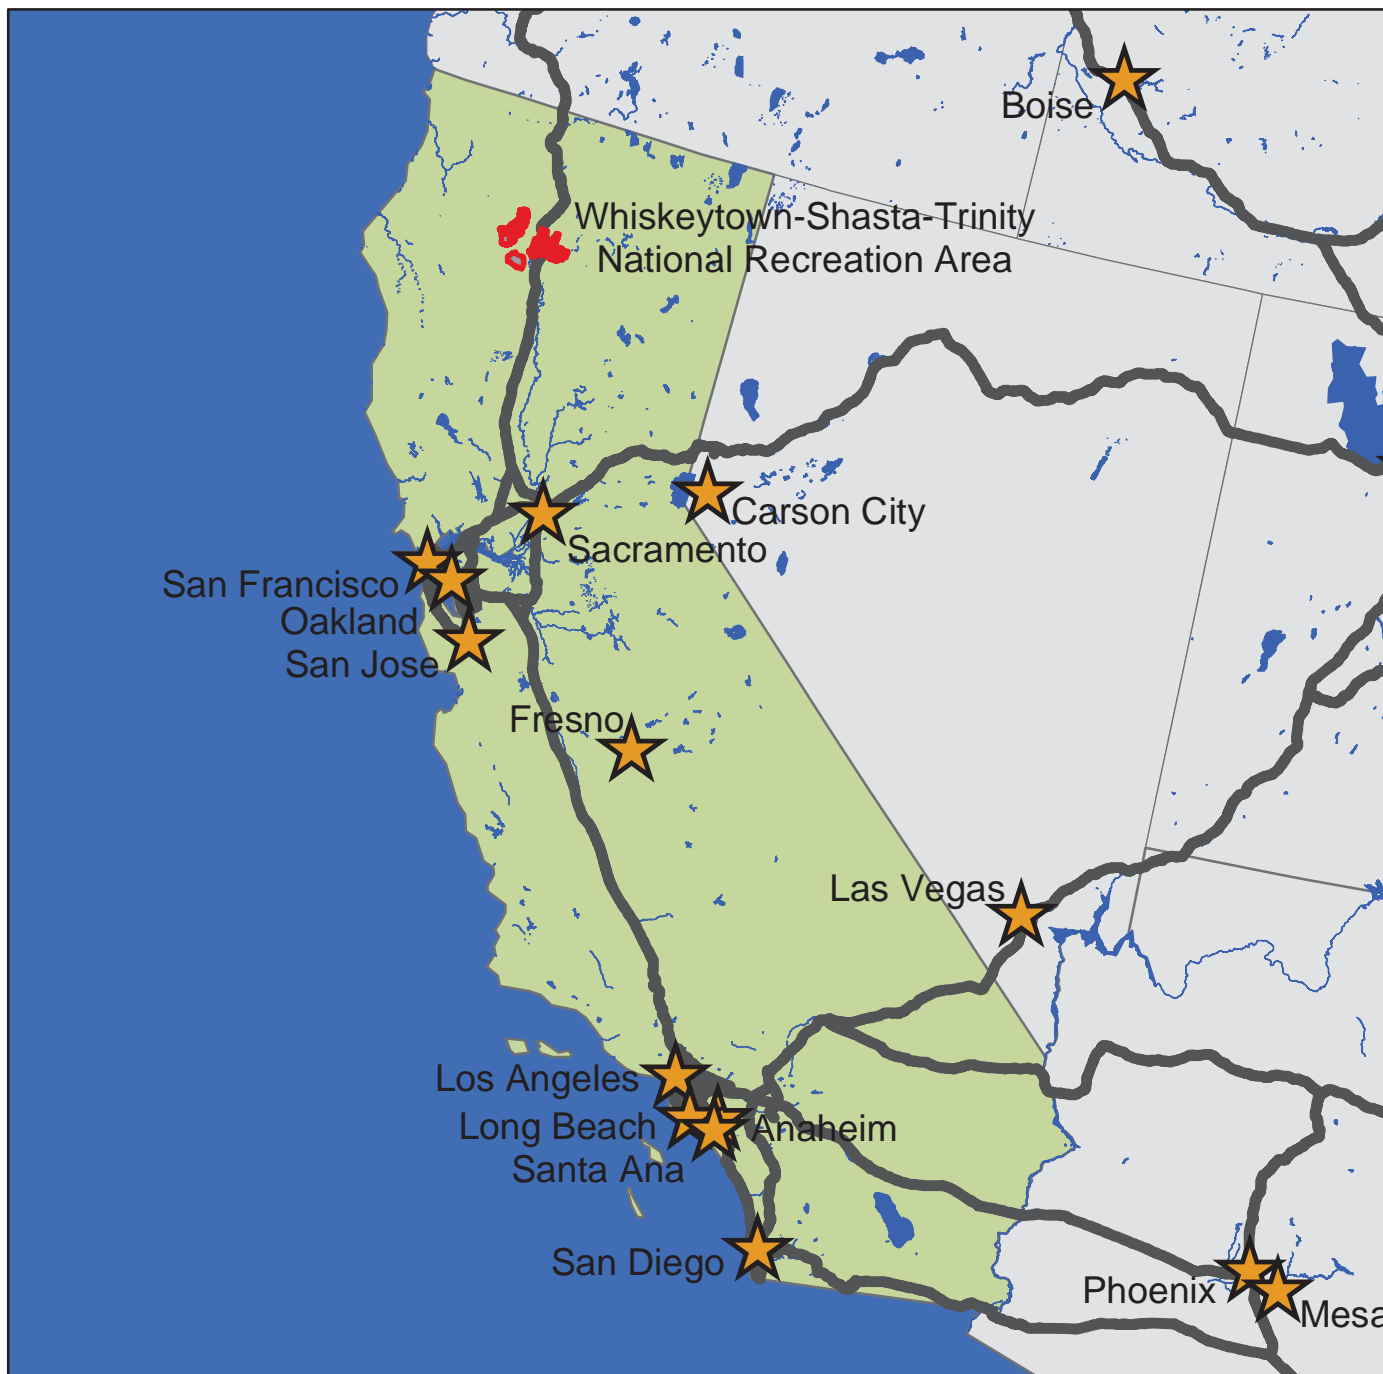 Boise
Whiskeytown-Shasta-Trinity
National Recreation Area
Carson City
Sacramento
San Francisco
Oakland
San Jose
Fresno
Las Vegas
Los Angeles
Long Beach
Anaheim
Santa Ana
San Diego
Phoenix
Mesa